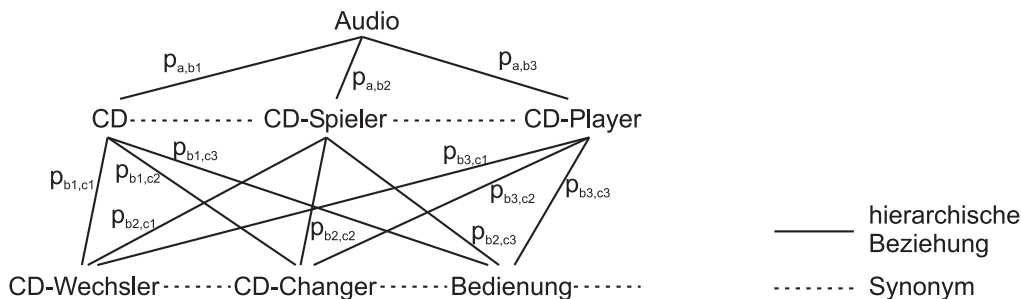 Audio
p_a,b1
p_a,b2
p_a,b3
CD
CD-Spieler
CD-Player
p_b1,c1
p_b1,c2
p_b1,c3
p_b2,c1
p_b2,c2
p_b2,c3
p_b3,c1
p_b3,c2
p_b3,c3
CD-Wechsler
CD-Changer
Bedienung
hierarchische
Beziehung
Synonym